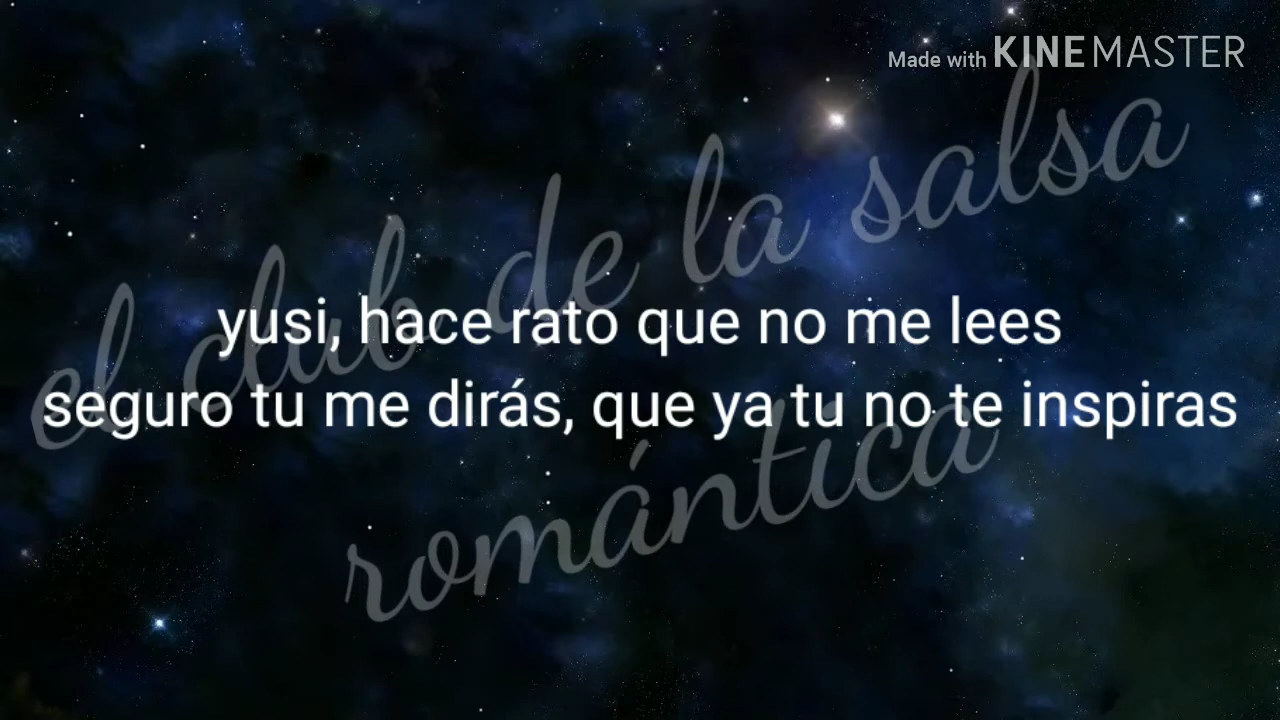 Made with KINEMASTER
el club de la salsa
yusi, hace rato que no me lees
seguro tu me dirás, que ya tu no te inspiras
romántica